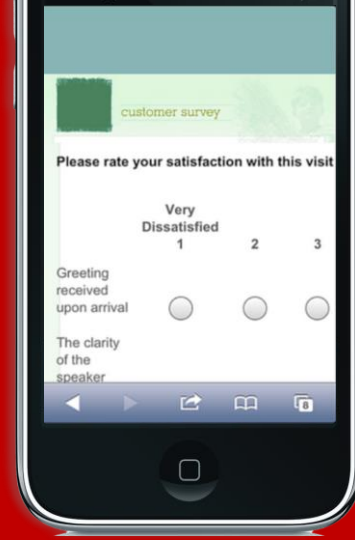 customer survey
Please rate your satisfaction with this visit
Very
Dissatisfied
1 2 3
Greeting
received
upon arrival
The clarity
of the
speaker
8